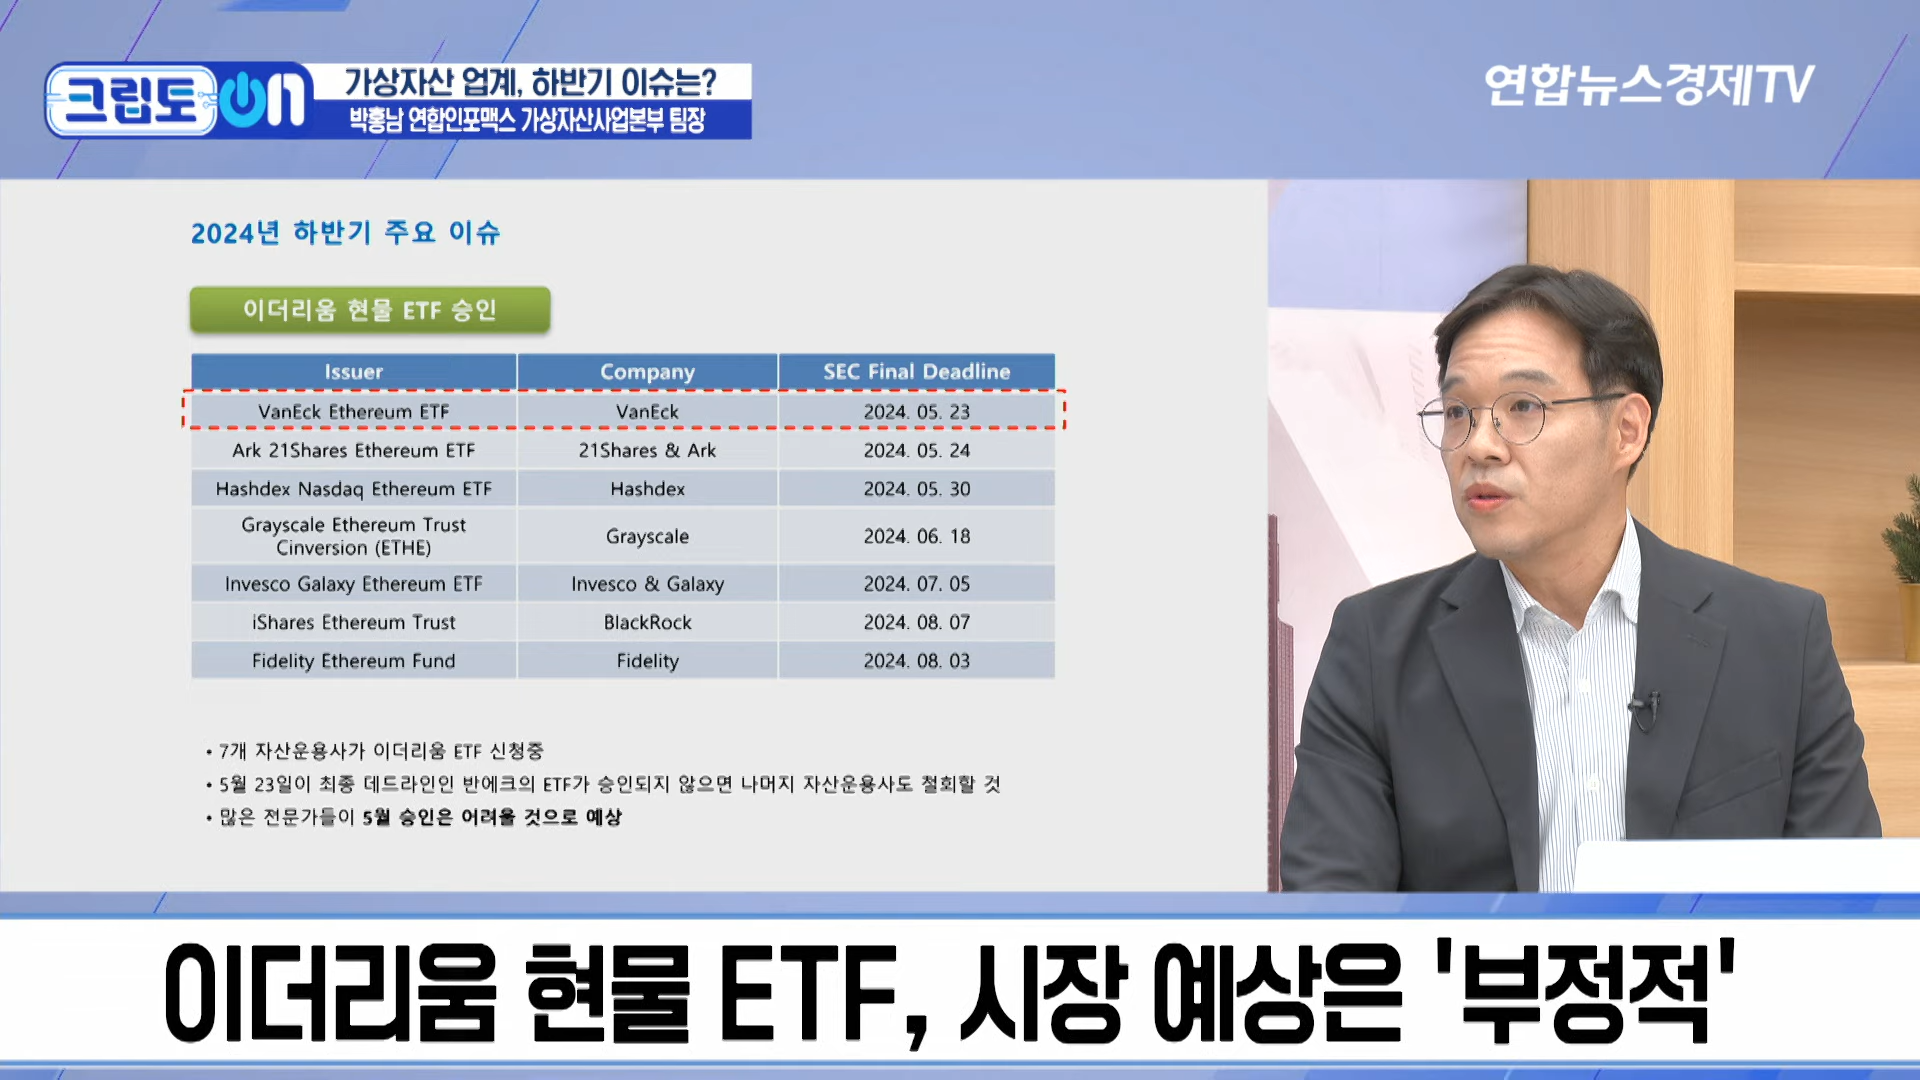 크립토ON
가상자산 업계, 하반기 이슈는?
박홍남 연합인포맥스 가상자산사업본부 팀장
연합뉴스경제TV
2024년 하반기 주요 이슈
이더리움 현물 ETF 승인
Issuer Company SEC Final Deadline
VanEck Ethereum ETF VanEck 2024. 05. 23
Ark 21Shares Ethereum ETF 21Shares & Ark 2024. 05. 24
Hashdex Nasdaq Ethereum ETF Hashdex 2024. 05. 30
Grayscale Ethereum Trust
Cinversion (ETHE) Grayscale 2024. 06. 18
Invesco Galaxy Ethereum ETF Invesco & Galaxy 2024. 07. 05
iShares Ethereum Trust BlackRock 2024. 08. 07
Fidelity Ethereum Fund Fidelity 2024. 08. 03
• 7개 자산운용사가 이더리움 ETF 신청중
• 5월 23일이 최종 데드라인인 반에크의 ETF가 승인되지 않으면 나머지 자산운용사도 철회할 것
• 많은 전문가들이 5월 승인은 어려울 것으로 예상
이더리움 현물 ETF, 시장 예상은 '부정적'